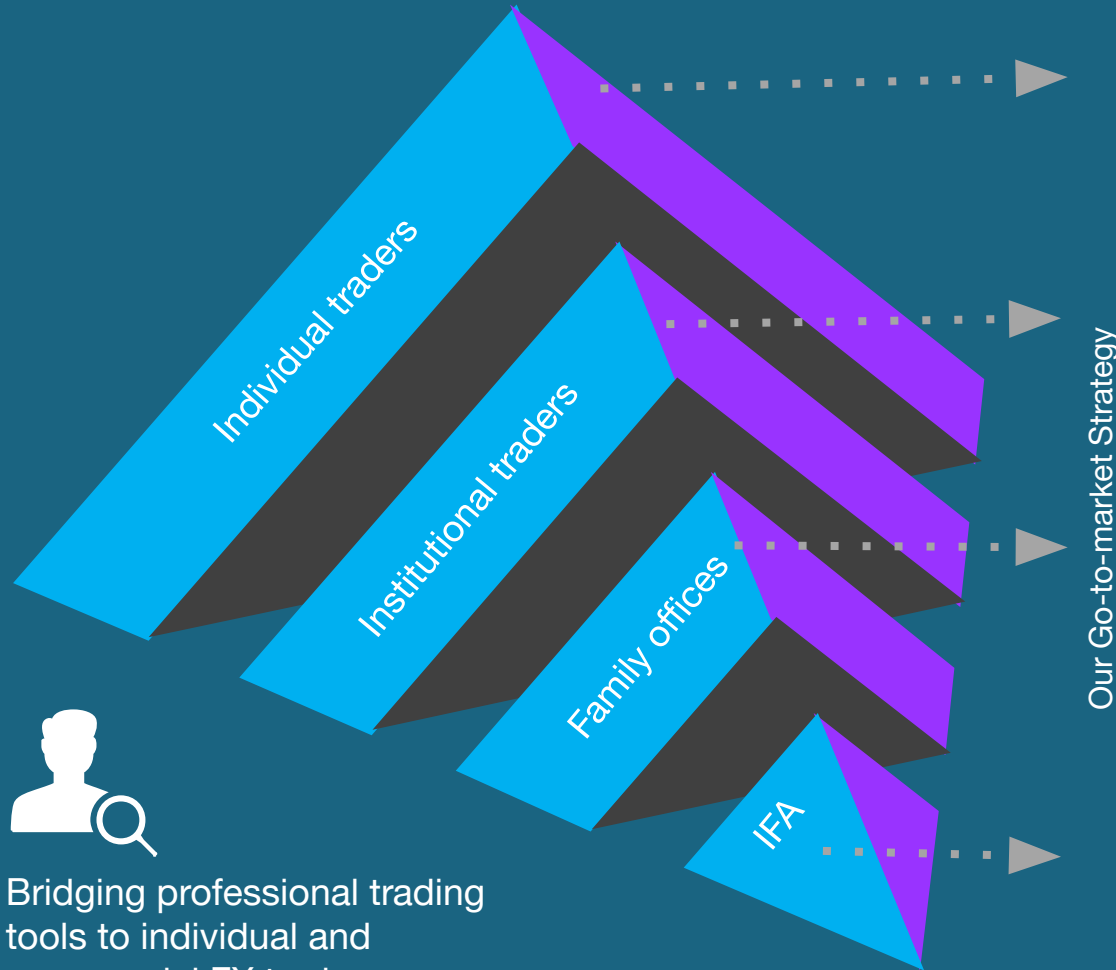 Individual traders
Institutional traders
Family offices
IFA
Our Go-to-market Strategy
Bridging professional trading
tools to individual and
FX